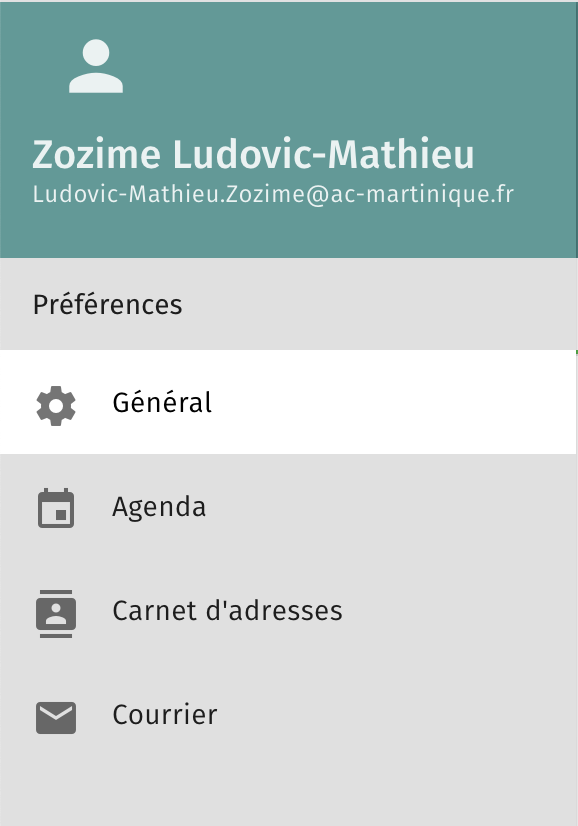 Zozime Ludovic-Mathieu
Ludovic-Mathieu.Zozime@ac-martinique.fr
Préférences
Général
Agenda
Carnet d'adresses
Courrier